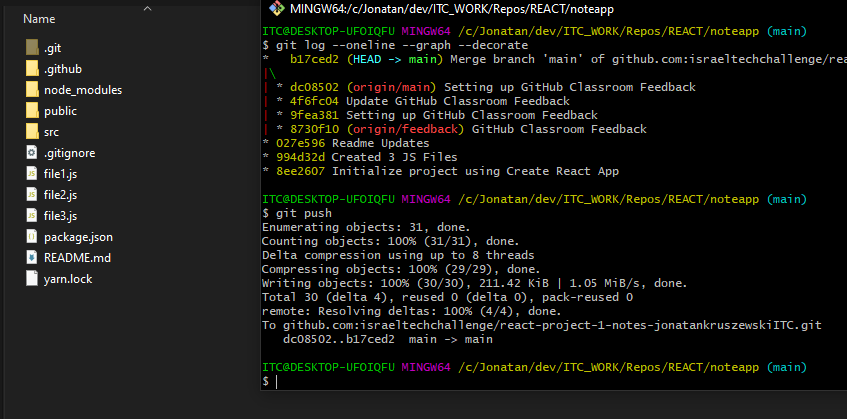 Name
.git
.github
node_modules
public
src
.gitignore
file1.js
file2.js
file3.js
package.json
README.md
yarn.lock
MINGW64:/c/Jonatan/dev/ITC_WORK/Repos/REACT/noteapp
ITC@DESKTOP-UFOIQFU MINGW64 /c/Jonatan/dev/ITC_WORK/Repos/REACT/noteapp (main)
$ git log --oneline --graph --decorate
*   b17ced2 (HEAD -> main) Merge branch 'main' of github.com:israeltechchallenge/rea
|\
| * dc08502 (origin/main) Setting up GitHub Classroom Feedback
| * 4f6fc04 Update GitHub Classroom Feedback
| * 9fea381 Setting up GitHub Classroom Feedback
| * 8730f10 (origin/feedback) GitHub Classroom Feedback
* 027e596 Readme Updates
* 994d32d Created 3 JS Files
* 8ee2607 Initialize project using Create React App
ITC@DESKTOP-UFOIQFU MINGW64 /c/Jonatan/dev/ITC_WORK/Repos/REACT/noteapp (main)
$ git push
Enumerating objects: 31, done.
Counting objects: 100% (31/31), done.
Delta compression using up to 8 threads
Compressing objects: 100% (29/29), done.
Writing objects: 100% (30/30), 211.42 KiB | 1.05 MiB/s, done.
Total 30 (delta 4), reused 0 (delta 0), pack-reused 0
remote: Resolving deltas: 100% (4/4), done.
To github.com:israeltechchallenge/react-project-1-notes-jonatankruszewskiITC.git
   dc08502..b17ced2  main -> main
ITC@DESKTOP-UFOIQFU MINGW64 /c/Jonatan/dev/ITC_WORK/Repos/REACT/noteapp (main)
$